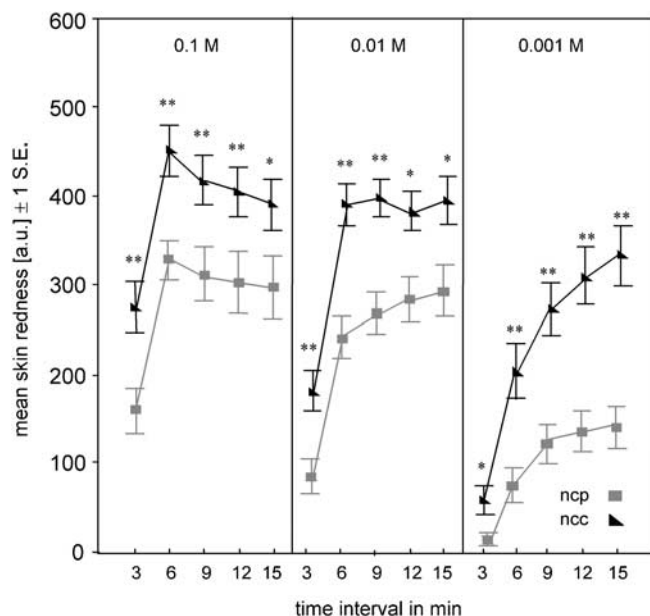 600
0.1 M 0.01 M 0.001 M
500
** ** ** ** * ** ** * *
400
** **
300
** ** **
** **
200
100
*
ncp
ncc
0
3 6 9 12 15 3 6 9 12 15 3 6 9 12 15
time interval in min
mean skin redness [a.u.] ± 1 S.E.